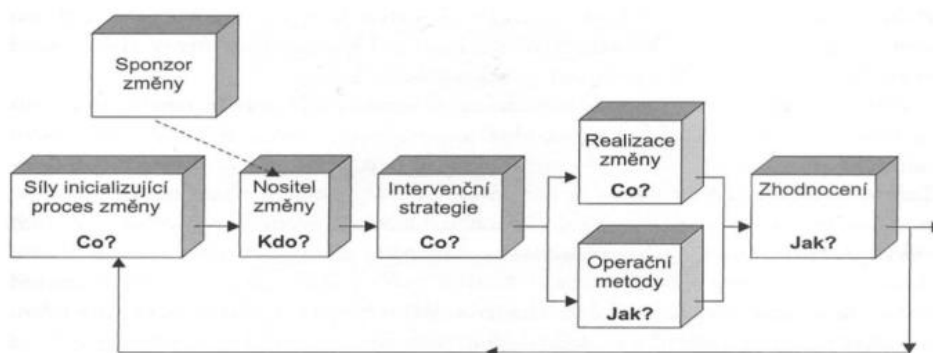 Sponzor
změny
Síly inicializující
proces změny
Co?
Nositel
změny
Kdo?
Intervenční
strategie
Co?
Realizace
změny
Co?
Operační
metody
Jak?
Zhodnocení
Jak?